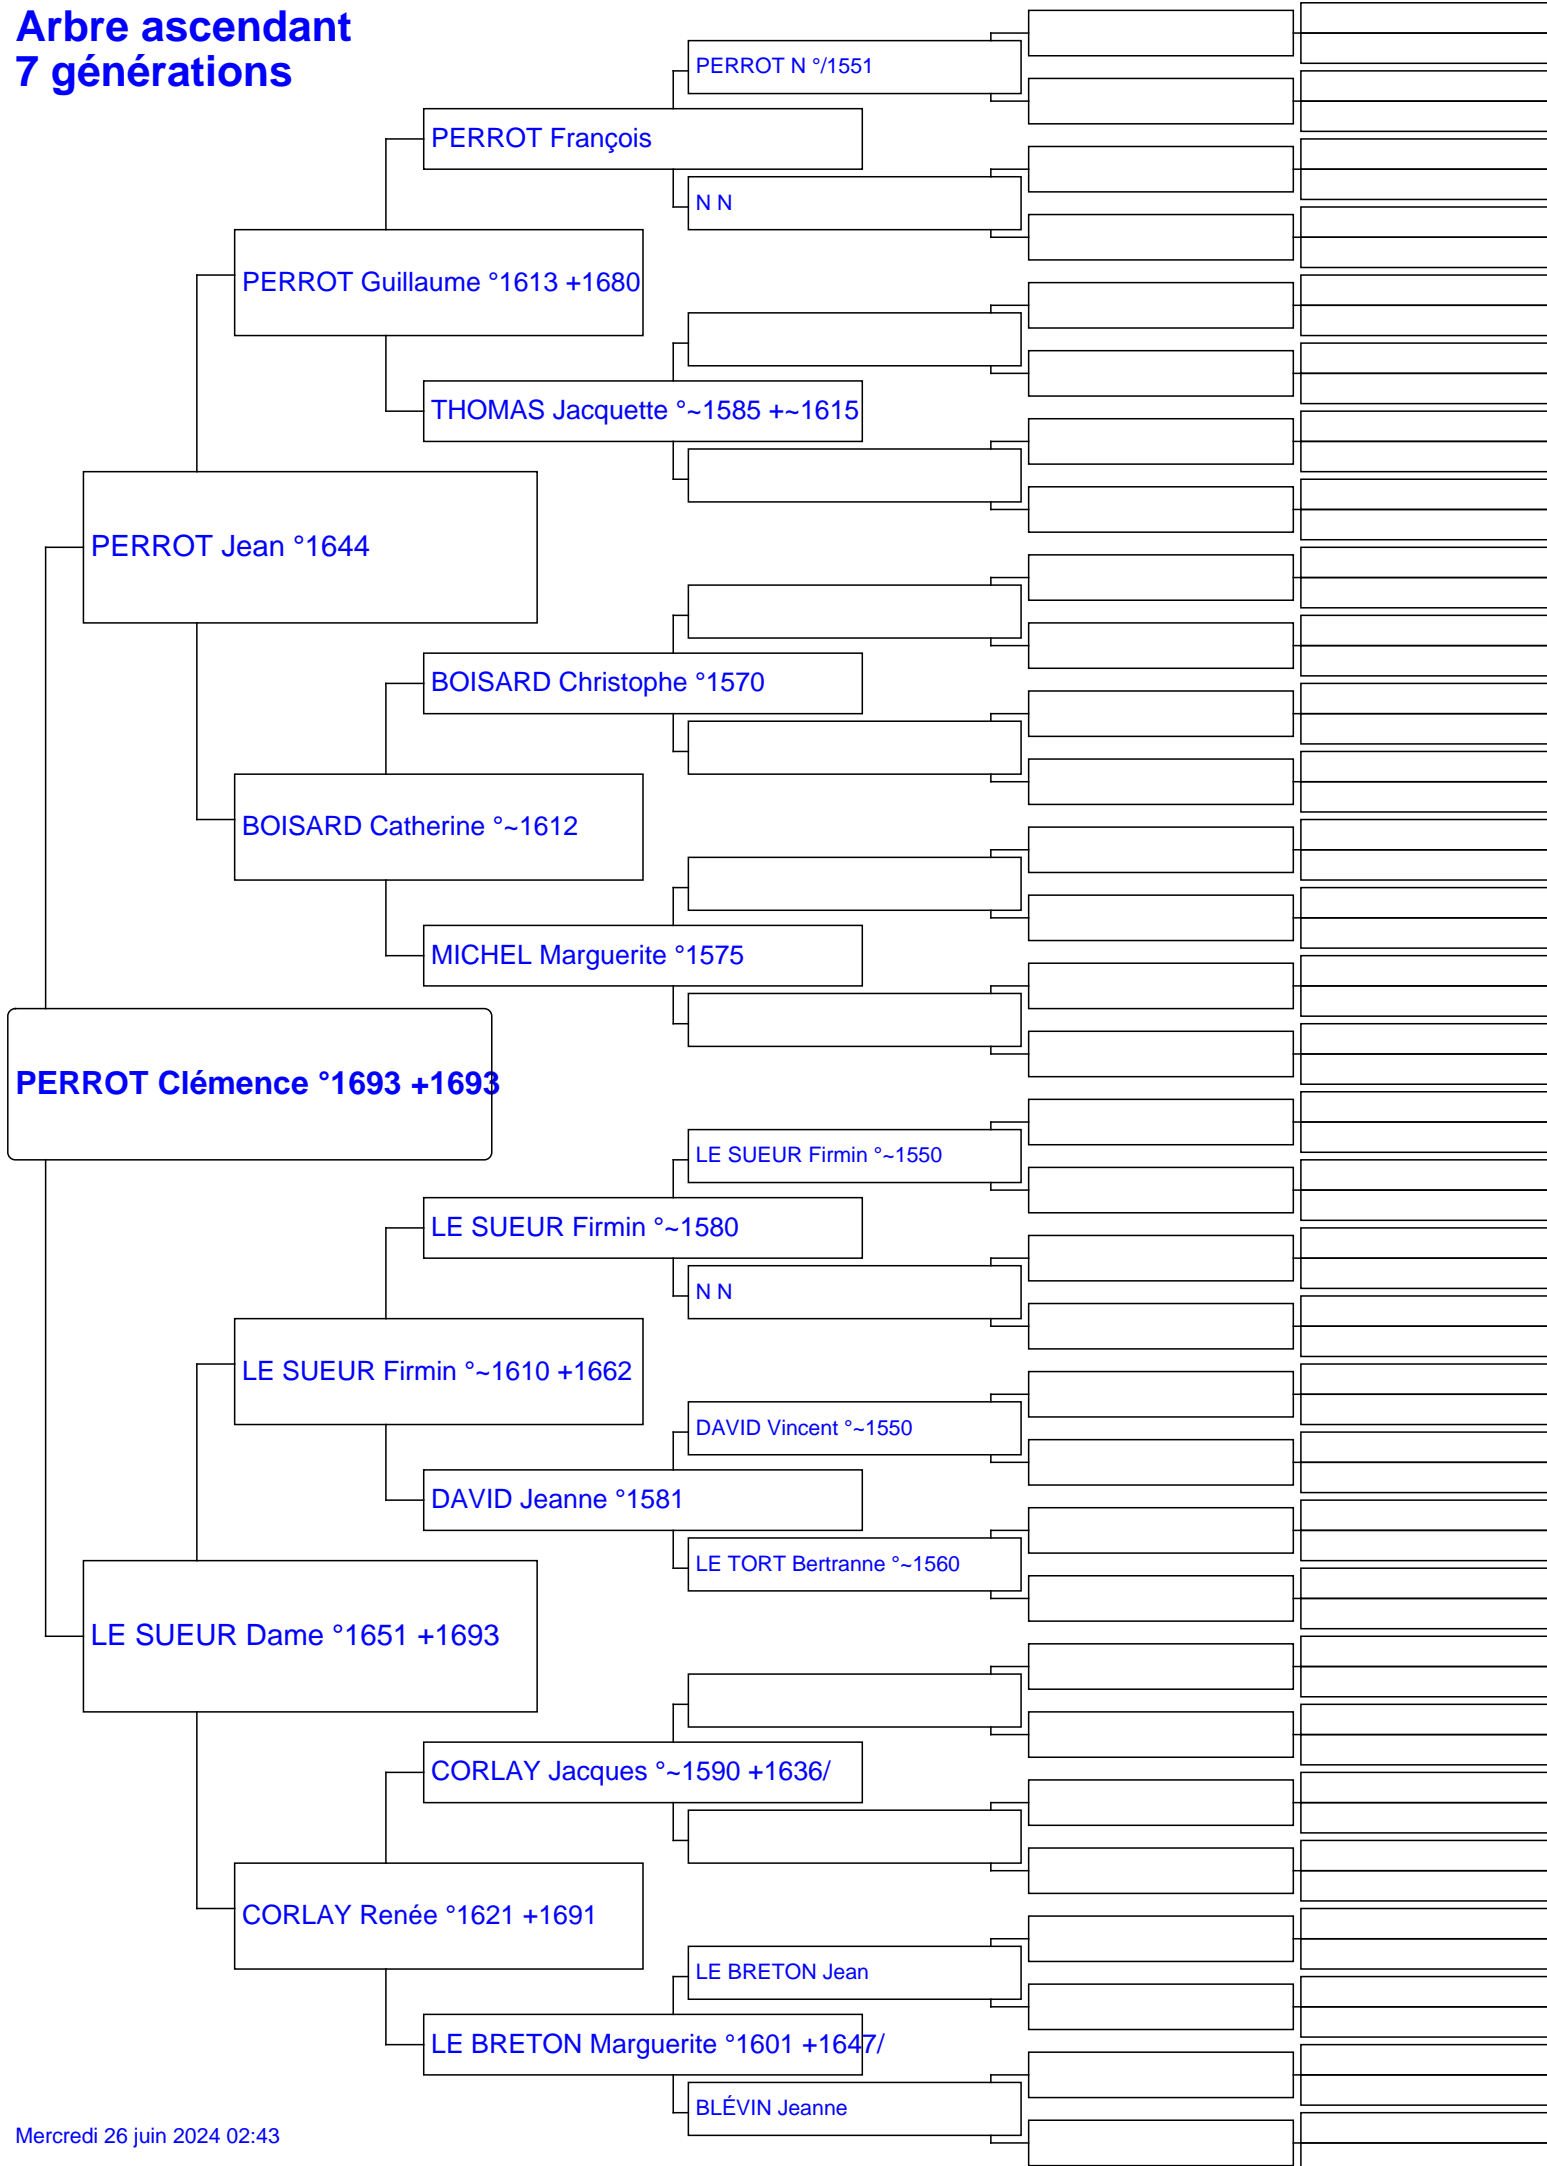 Arbre ascendant
7 générations
PERROT N °/1551
PERROT François
N N
PERROT Guillaume °1613 +1680
THOMAS Jacquette °~1585 +~1615
PERROT Jean °1644
BOISARD Christophe °1570
BOISARD Catherine °~1612
MICHEL Marguerite °1575
PERROT Clémence °1693 +1693
LE SUEUR Firmin °~1550
LE SUEUR Firmin °~1580
N N
LE SUEUR Firmin °~1610 +1662
DAVID Vincent °~1550
DAVID Jeanne °1581
LE TORT Bertranne °~1560
LE SUEUR Dame °1651 +1693
CORLAY Jacques °~1590 +1636/
CORLAY Renée °1621 +1691
LE BRETON Jean
LE BRETON Marguerite °1601 +1647/
BLÉVIN Jeanne
Mercredi 26 juin 2024 02:43